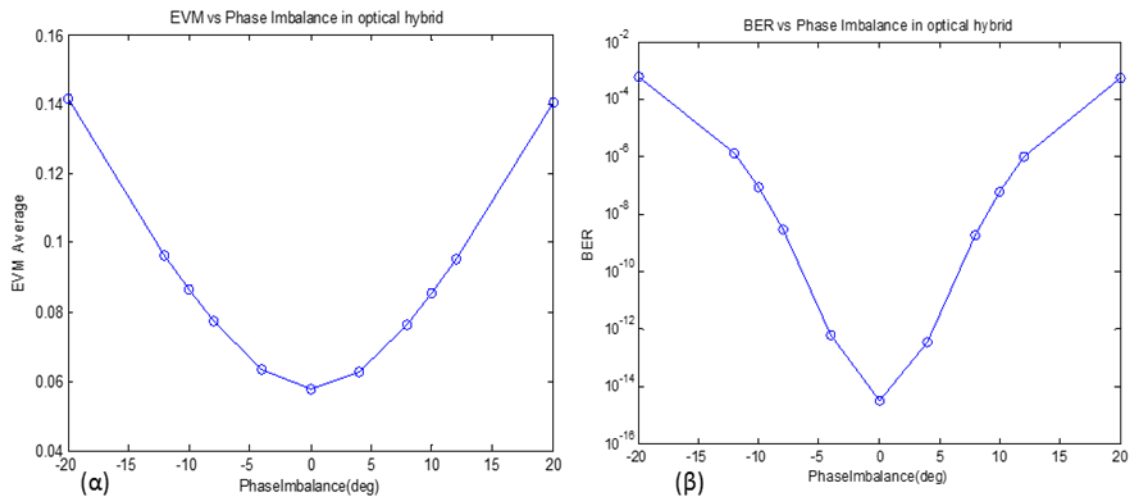 EVM vs Phase Imbalance in optical hybrid
0.16
0.14
0.12
0.1
0.08
0.06
0.04
EVM Average
-20 -15 -10 -5 0 5 10 15 20
PhaseImbalance(deg)
(α)
BER vs Phase Imbalance in optical hybrid
10^-2
10^-4
10^-6
10^-8
10^-10
10^-12
10^-14
10^-16
BER
-20 -15 -10 -5 0 5 10 15 20
PhaseImbalance(deg)
(β)